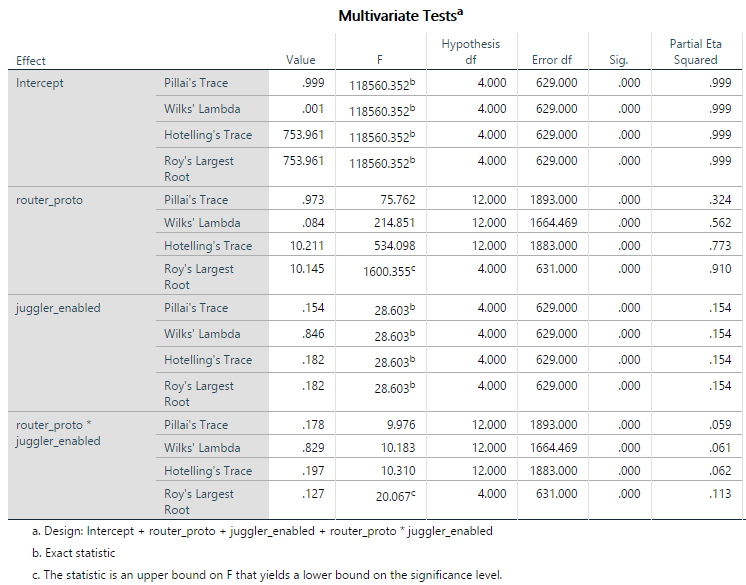 Multivariate Testsᵃ
Effect Value F Hypothesis df Error df Sig. Partial Eta Squared
Intercept Pillai's Trace .999 118560.352ᵇ 4.000 629.000 .000 .999
Wilks' Lambda .001 118560.352ᵇ 4.000 629.000 .000 .999
Hotelling's Trace 753.961 118560.352ᵇ 4.000 629.000 .000 .999
Roy's Largest Root 753.961 118560.352ᵇ 4.000 629.000 .000 .999
router_proto Pillai's Trace .973 75.762 12.000 1893.000 .000 .324
Wilks' Lambda .084 214.851 12.000 1664.469 .000 .562
Hotelling's Trace 10.211 534.098 12.000 1883.000 .000 .773
Roy's Largest Root 10.145 1600.355ᶜ 4.000 631.000 .000 .910
juggler_enabled Pillai's Trace .154 28.603ᵇ 4.000 629.000 .000 .154
Wilks' Lambda .846 28.603ᵇ 4.000 629.000 .000 .154
Hotelling's Trace .182 28.603ᵇ 4.000 629.000 .000 .154
Roy's Largest Root .182 28.603ᵇ 4.000 629.000 .000 .154
router_proto * juggler_enabled Pillai's Trace .178 9.976 12.000 1893.000 .000 .059
Wilks' Lambda .829 10.183 12.000 1664.469 .000 .061
Hotelling's Trace .197 10.310 12.000 1883.000 .000 .062
Roy's Largest Root .127 20.067ᶜ 4.000 631.000 .000 .113
a. Design: Intercept + router_proto + juggler_enabled + router_proto * juggler_enabled
b. Exact statistic
c. The statistic is an upper bound on F that yields a lower bound on the significance level.